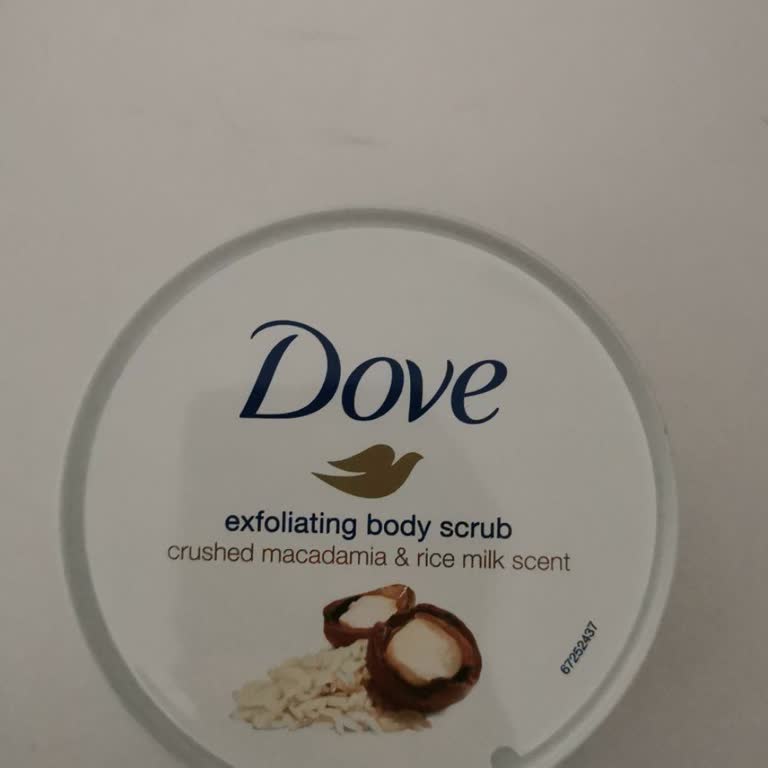 Dove
exfoliating body scrub
crushed macadamia & rice milk scent
67252437